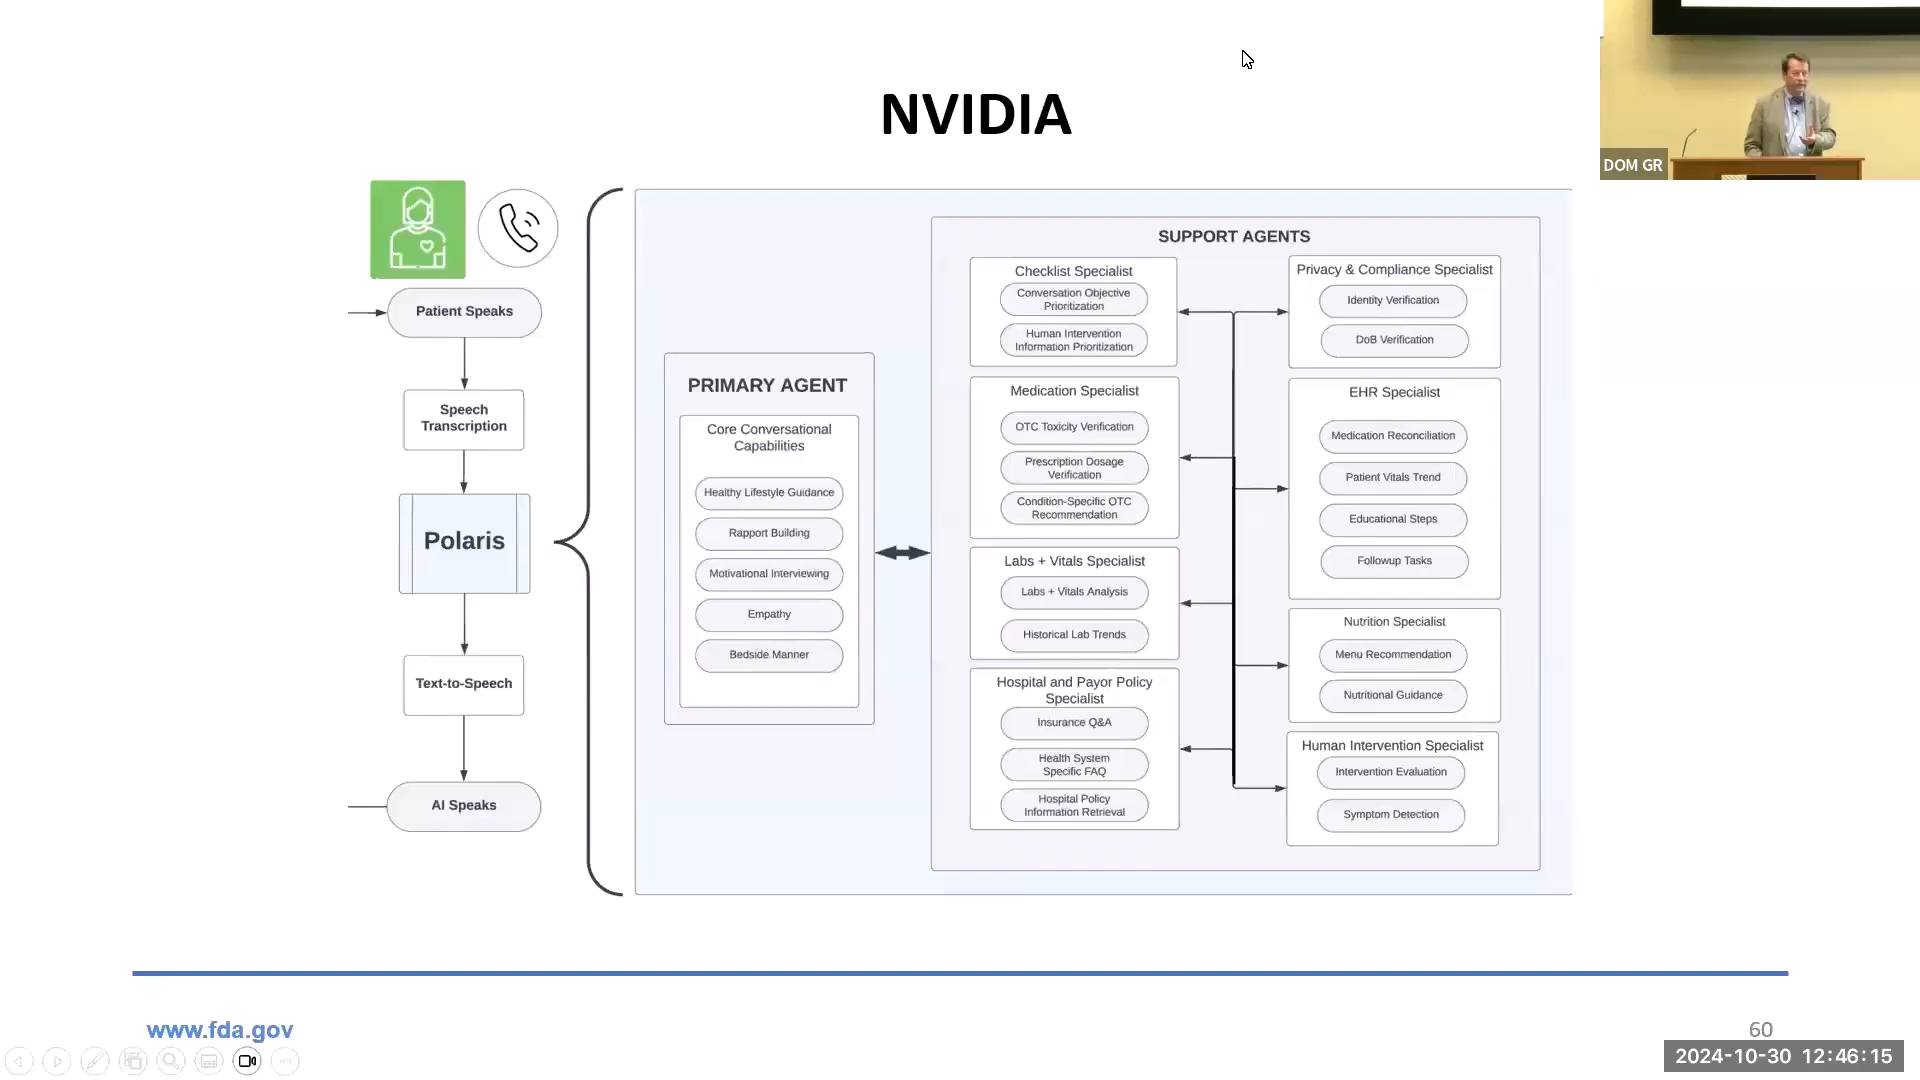 NVIDIA
DOM GR
Patient Speaks
Speech
Transcription
Polaris
Text-to-Speech
AI Speaks
PRIMARY AGENT
Core Conversational
Capabilities
Healthy Lifestyle Guidance
Rapport Building
Motivational Interviewing
Empathy
Bedside Manner
SUPPORT AGENTS
Checklist Specialist
Conversation Objective
Prioritization
Human Intervention
Information Prioritization
Medication Specialist
OTC Toxicity Verification
Prescription Dosage
Verification
Condition-Specific OTC
Recommendation
Labs + Vitals Specialist
Labs + Vitals Analysis
Historical Lab Trends
Hospital and Payor Policy
Specialist
Insurance Q&A
Health System
Specific FAQ
Hospital Policy
Information Retrieval
Privacy & Compliance Specialist
Identity Verification
DoB Verification
EHR Specialist
Medication Reconciliation
Patient Vitals Trend
Educational Steps
Followup Tasks
Nutrition Specialist
Menu Recommendation
Nutritional Guidance
Human Intervention Specialist
Intervention Evaluation
Symptom Detection
www.fda.gov
60
2024-10-30 12:46:15